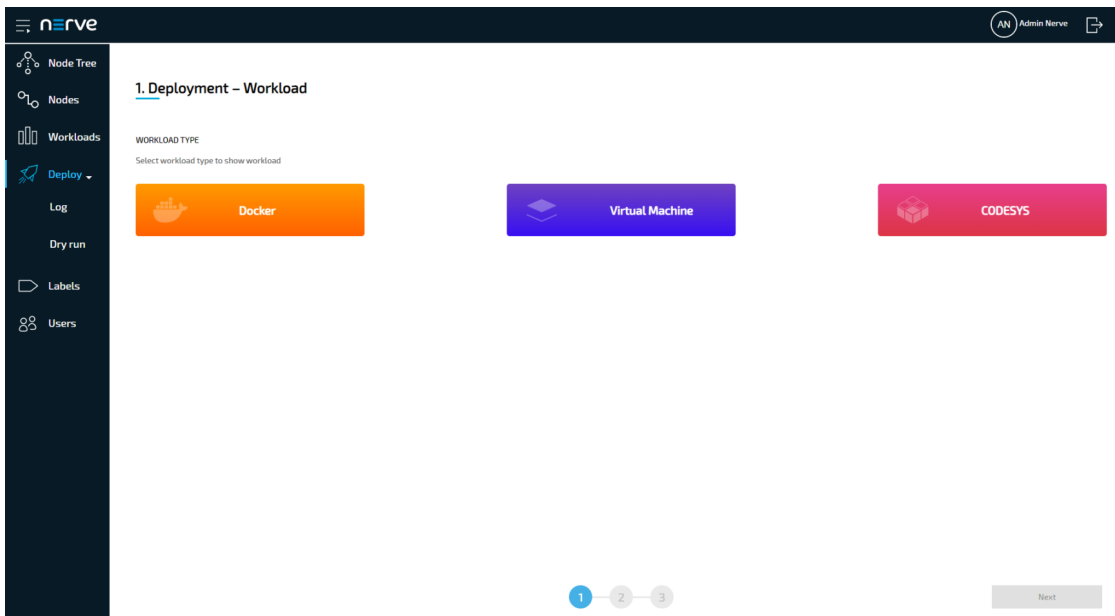 nerve
AN Admin Nerve
Node Tree
Nodes
Workloads
Deploy
Log
Dry run
Labels
Users
1. Deployment – Workload
WORKLOAD TYPE
Select workload type to show workload
Docker
Virtual Machine
CODESYS
1 2 3
Next